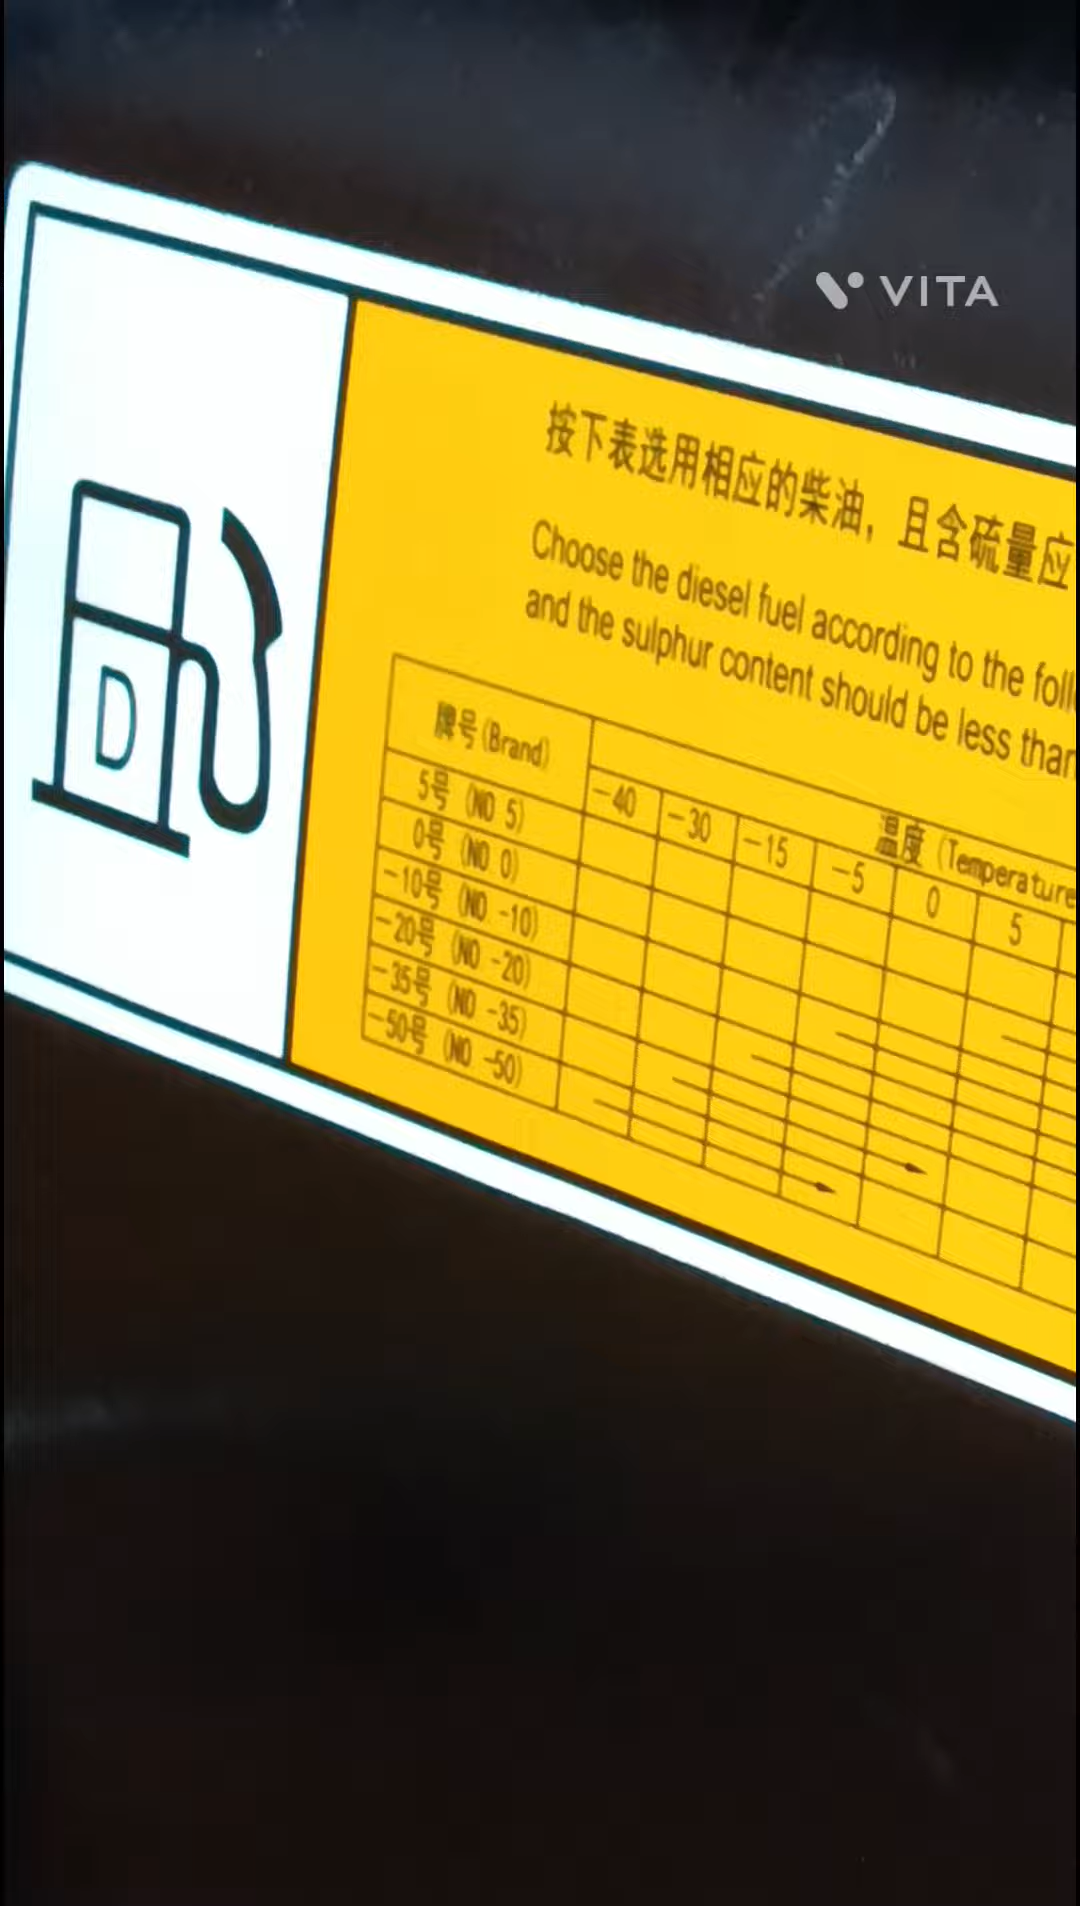 VITA
按下表选用相应的柴油，且含硫量应
Choose the diesel fuel according to the foll
and the sulphur content should be less than
牌号(Brand)
温度 (Temperature
-40 -30 -15 -5 0 5
5号 (NO 5)
0号 (NO 0)
-10号 (NO -10)
-20号 (NO -20)
-35号 (NO -35)
-50号 (NO -50)
D